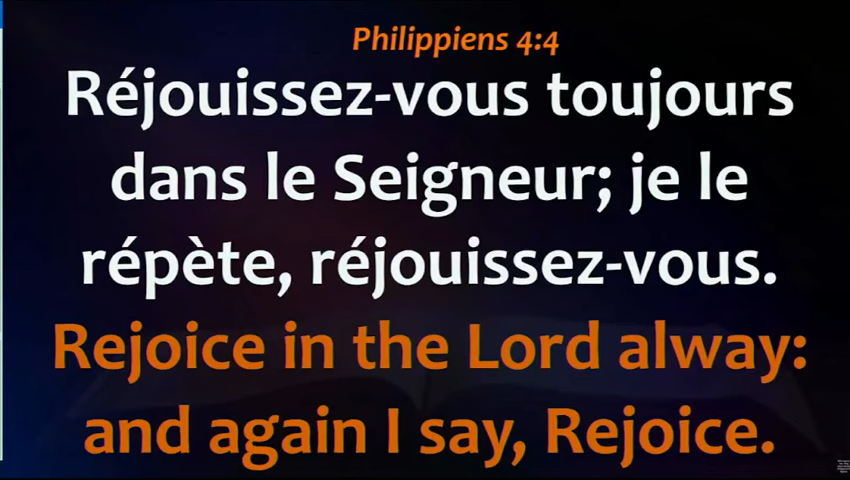 Philippiens 4:4
Réjouissez-vous toujours
dans le Seigneur; je le
répète, réjouissez-vous.
Rejoice in the Lord alway:
and again I say, Rejoice.